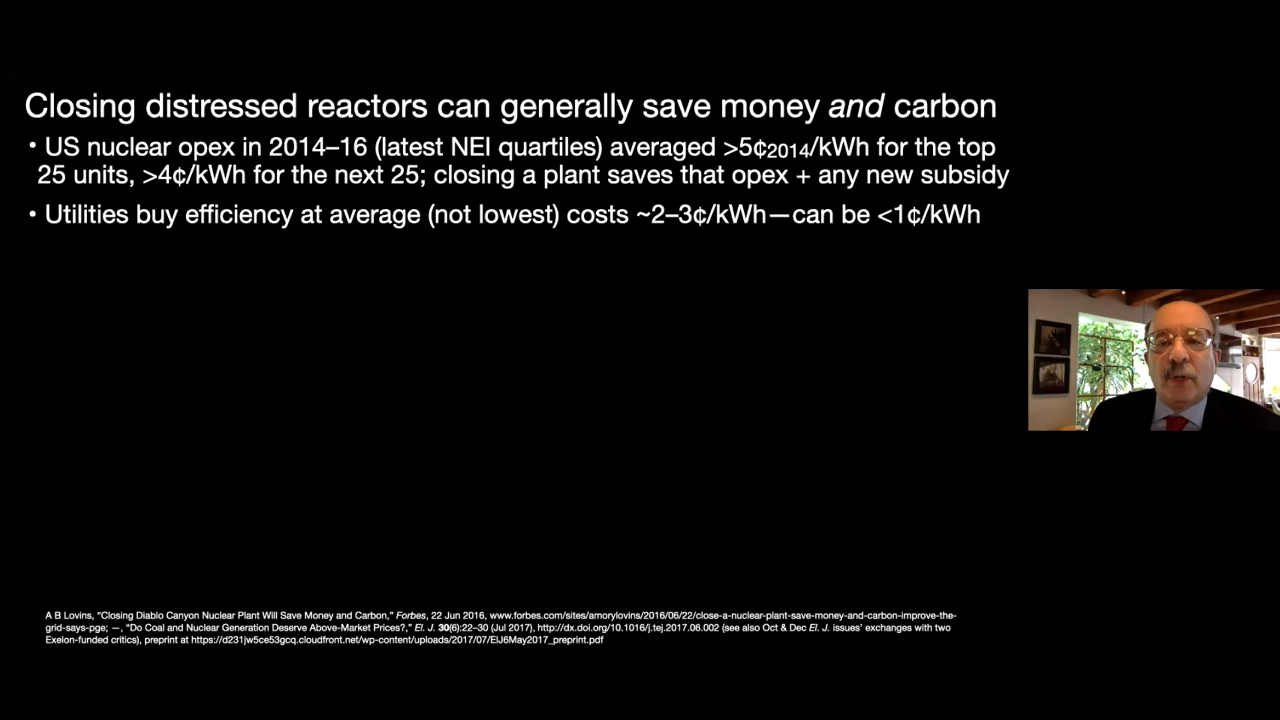 Closing distressed reactors can generally save money and carbon
• US nuclear opex in 2014–16 (latest NEI quartiles) averaged >5¢2014/kWh for the top
25 units, >4¢/kWh for the next 25; closing a plant saves that opex + any new subsidy
• Utilities buy efficiency at average (not lowest) costs ~2–3¢/kWh—can be <1¢/kWh
A B Lovins, “Closing Diablo Canyon Nuclear Plant Will Save Money and Carbon,” Forbes, 22 Jun 2016, www.forbes.com/sites/amorylovins/2016/06/22/close-a-nuclear-plant-save-money-and-carbon-improve-the-
grid-says-pge; —, “Do Coal and Nuclear Generation Deserve Above-Market Prices?,” El. J. 30(6):22–30 (Jul 2017), http://dx.doi.org/10.1016/j.tej.2017.06.002 (see also Oct & Dec El. J. issues’ exchanges with two
Exelon-funded critics), preprint at https://d231jw5ce53gcq.cloudfront.net/wp-content/uploads/2017/07/ElJ6May2017_preprint.pdf